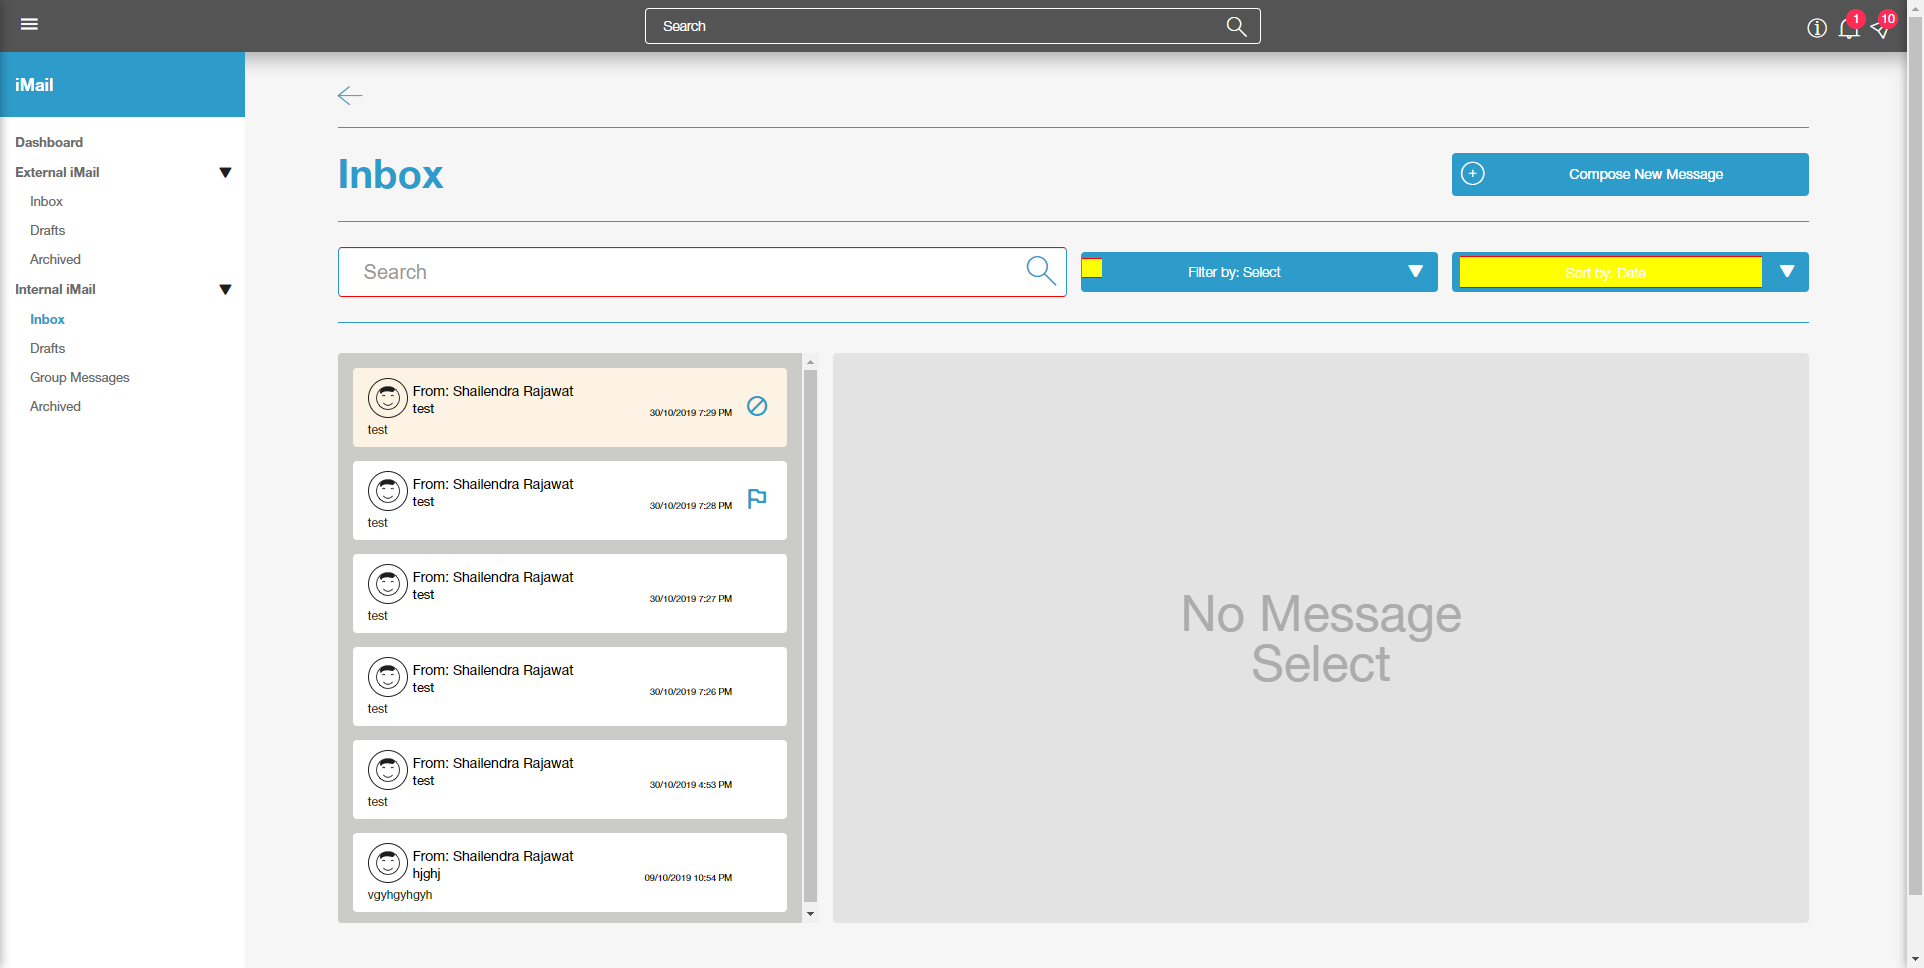 Search
1
10
iMail
Dashboard
External iMail
Inbox
Drafts
Archived
Internal iMail
Inbox
Drafts
Group Messages
Archived
Inbox
Compose New Message
Search
Filter by: Select
Sort by: Date
From: Shailendra Rajawat
test
30/10/2019 7:29 PM
test
From: Shailendra Rajawat
test
30/10/2019 7:28 PM
test
From: Shailendra Rajawat
test
30/10/2019 7:27 PM
test
From: Shailendra Rajawat
test
30/10/2019 7:26 PM
test
From: Shailendra Rajawat
test
30/10/2019 4:53 PM
test
From: Shailendra Rajawat
hjghj
09/10/2019 10:54 PM
vgyhgyhgyh
No Message
Select